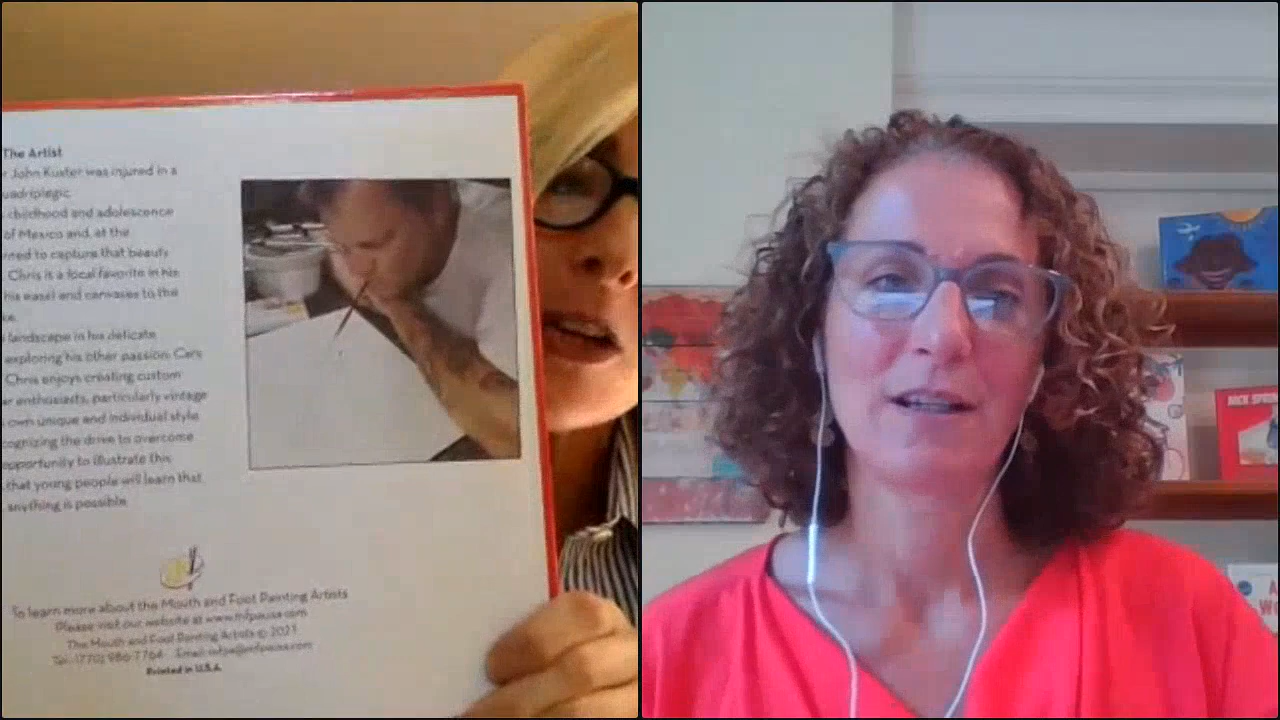 The Artist
r John Kuster was injured in a
uadriplegic.
childhood and adolescence
of Mexico and, at the
rned to capture that beauty
Chris is a local favorite in his
his easel and canvases to the
ke.
landscape in his delicate
exploring his other passion: Cars
Chris enjoys creating custom
ar enthusiasts, particularly vintage
own unique and individual style
cognizing the drive to overcome
opportunity to illustrate this
that young people will learn that
anything is possible
To learn more about the Mouth and Foot Painting Artists
Please visit our website at www.mfpausa.com
The Mouth and Foot Painting Artists © 2021
Tel: (770) 986-7764 Email: mfpa@mfpausa.com
Printed in U.S.A.